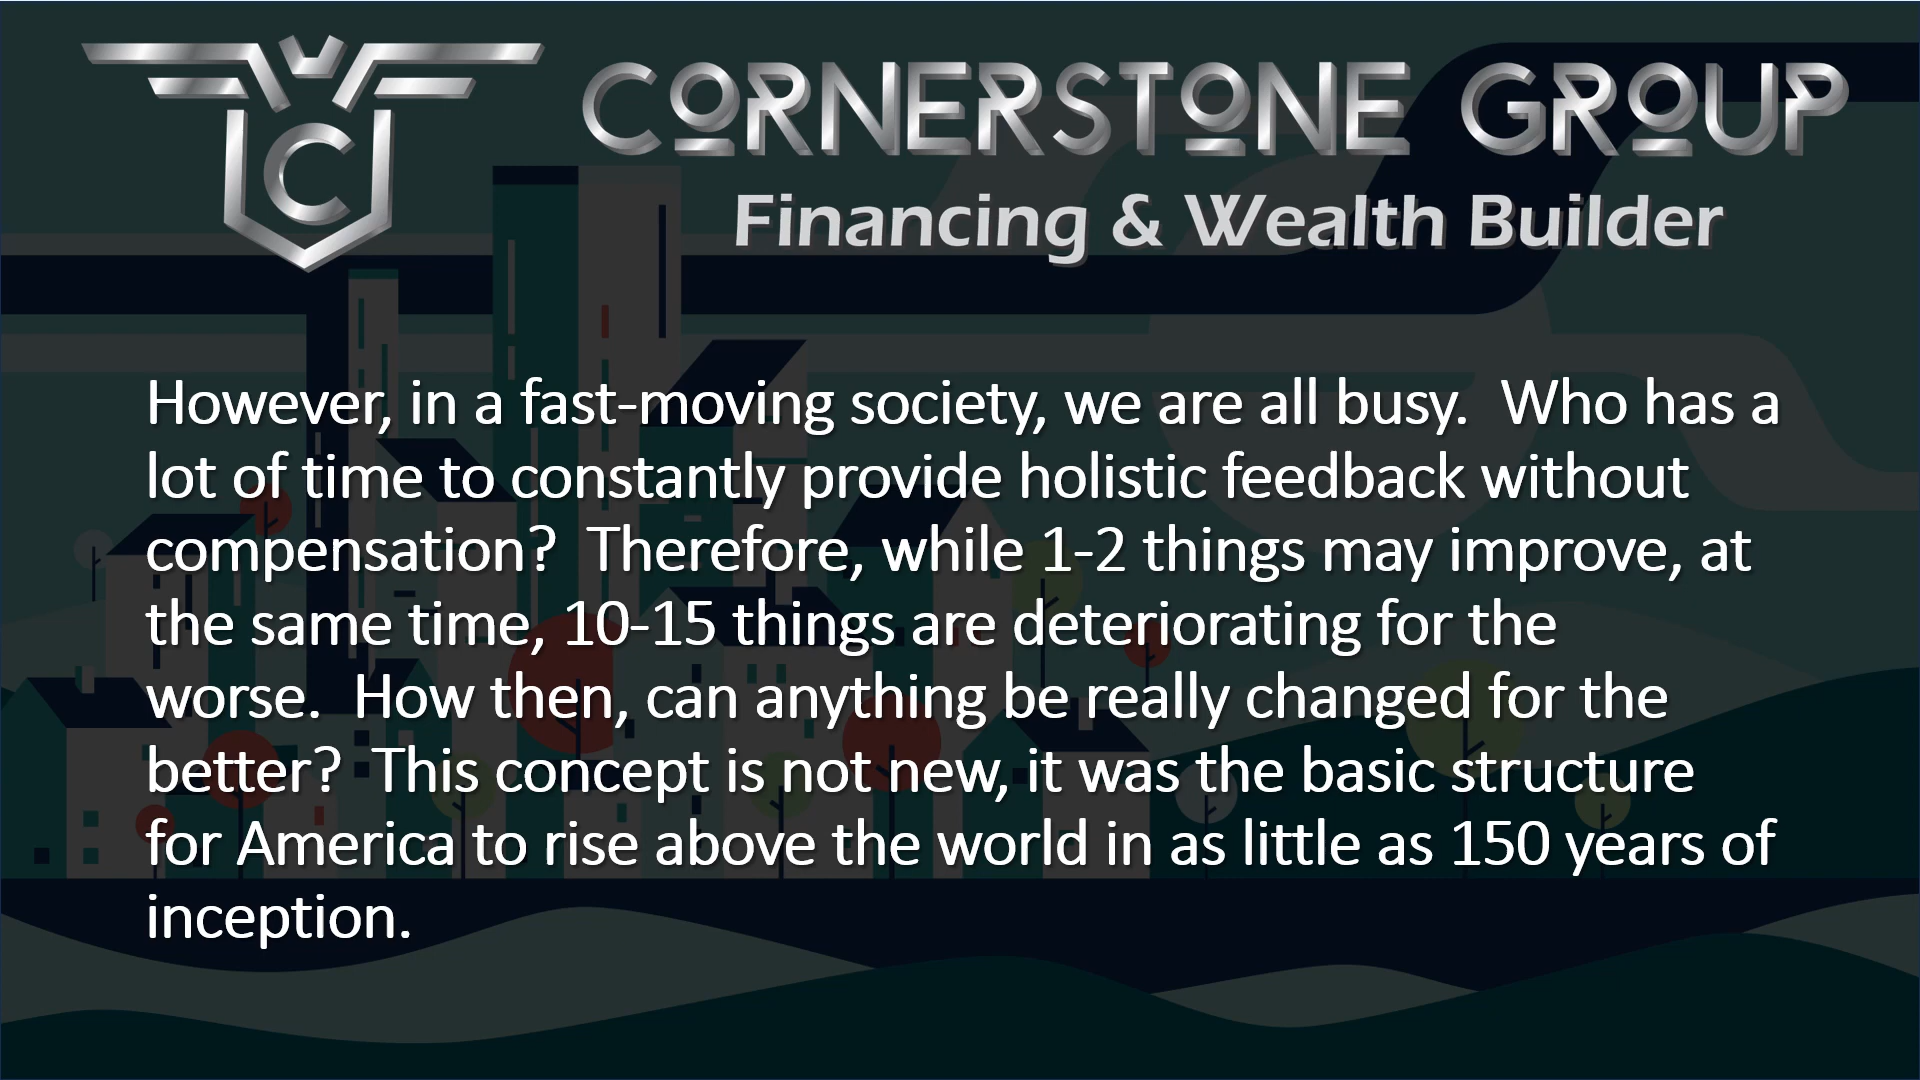 CORNERSTONE GROUP
C
Financing & Wealth Builder
However, in a fast-moving society, we are all busy.  Who has a
lot of time to constantly provide holistic feedback without
compensation?  Therefore, while 1-2 things may improve, at
the same time, 10-15 things are deteriorating for the
worse.  How then, can anything be really changed for the
better?  This concept is not new, it was the basic structure
for America to rise above the world in as little as 150 years of
inception.